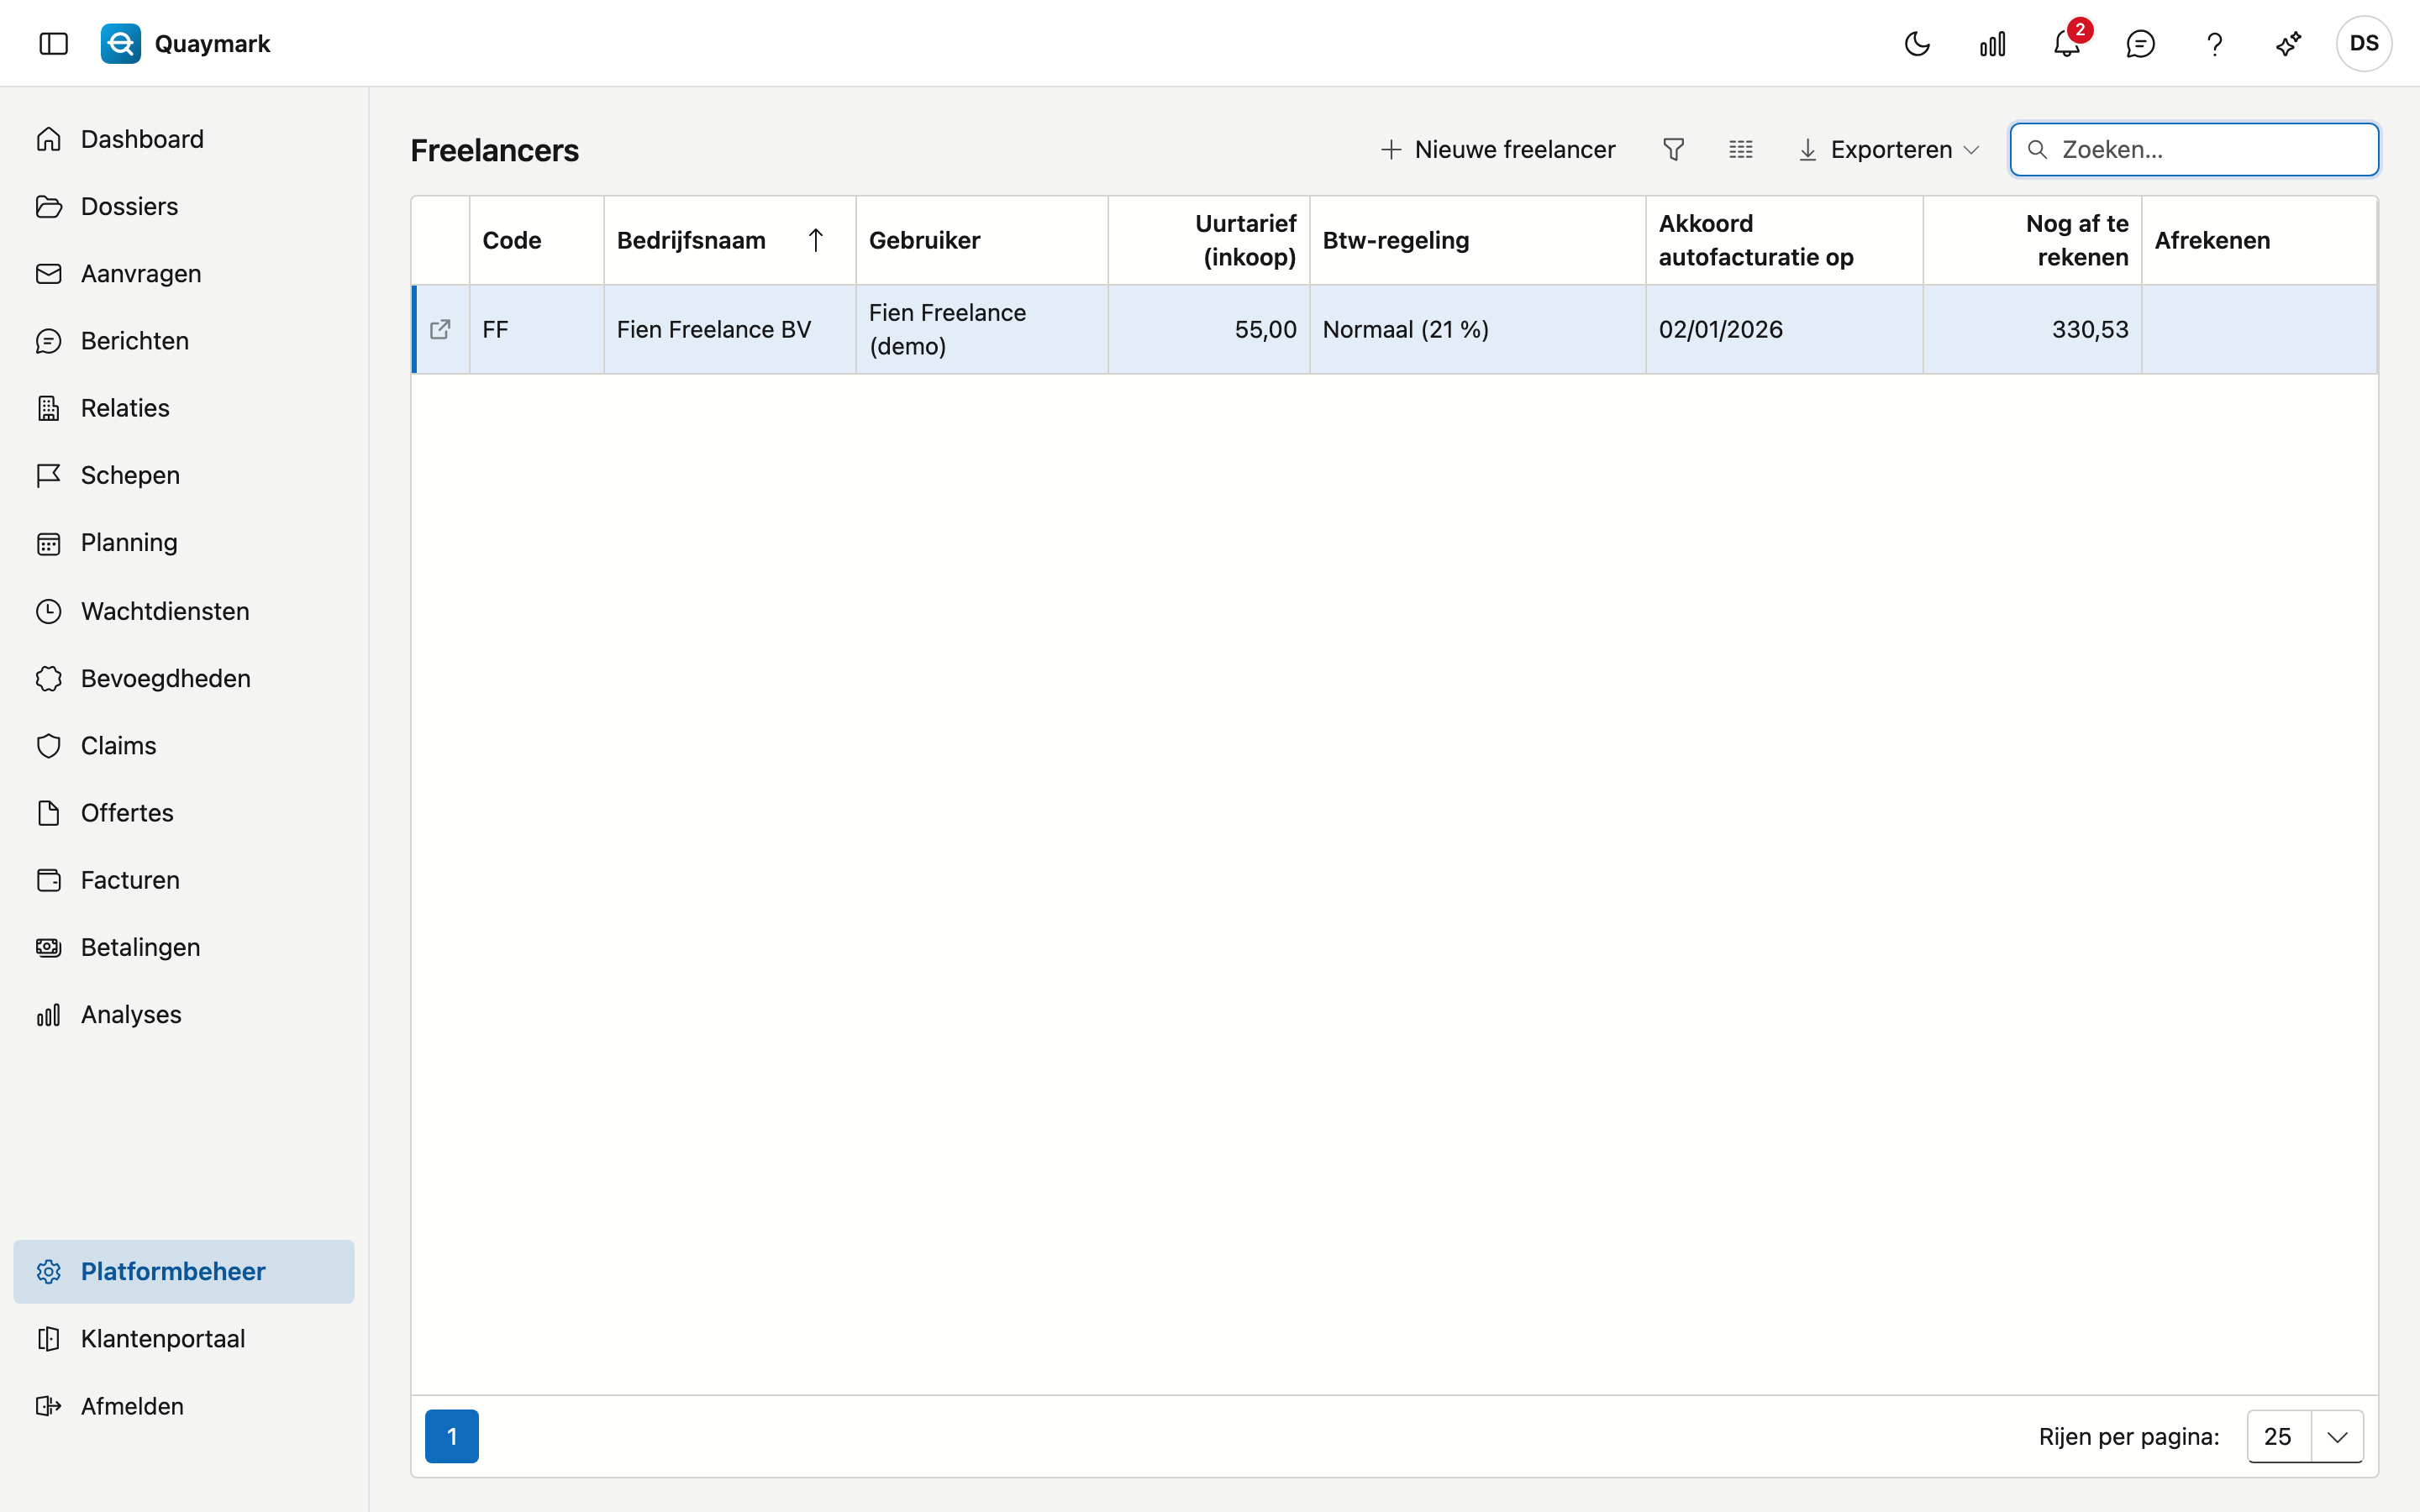 Quaymark
2
DS
Dashboard
Dossiers
Aanvragen
Berichten
Relaties
Schepen
Planning
Wachtdiensten
Bevoegdheden
Claims
Offertes
Facturen
Betalingen
Analyses
Platformbeheer
Klantenportaal
Afmelden
Freelancers
Nieuwe freelancer
Exporteren
Zoeken...
Code
Bedrijfsnaam
Gebruiker
Uurtarief
(inkoop)
Btw-regeling
Akkoord
autofacturatie op
Nog af te
rekenen
Afrekenen
FF
Fien Freelance BV
Fien Freelance
(demo)
55,00
Normaal (21 %)
02/01/2026
330,53
1
Rijen per pagina:
25